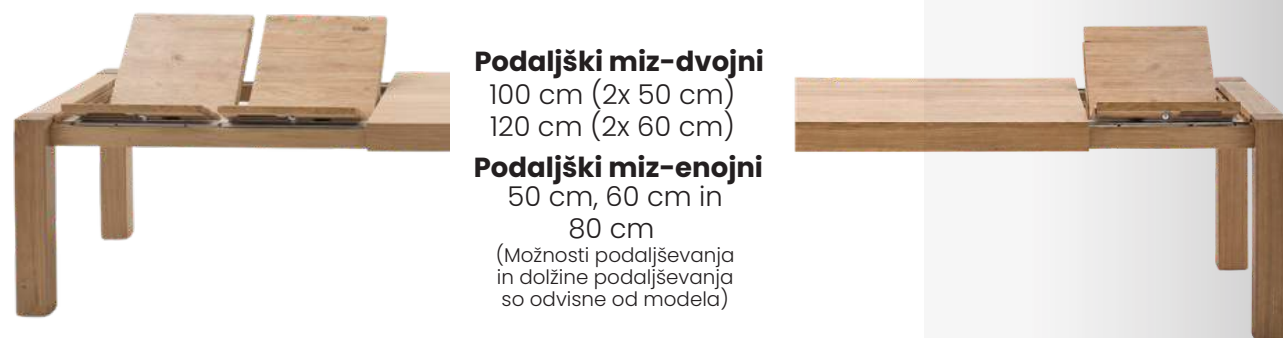 Podaljški miz-dvojni
100 cm (2x 50 cm)
120 cm (2x 60 cm)
Podaljški miz-enojni
50 cm, 60 cm in
80 cm
(Možnosti podaljševanja
in dolžine podaljševanja
so odvisne od modela)